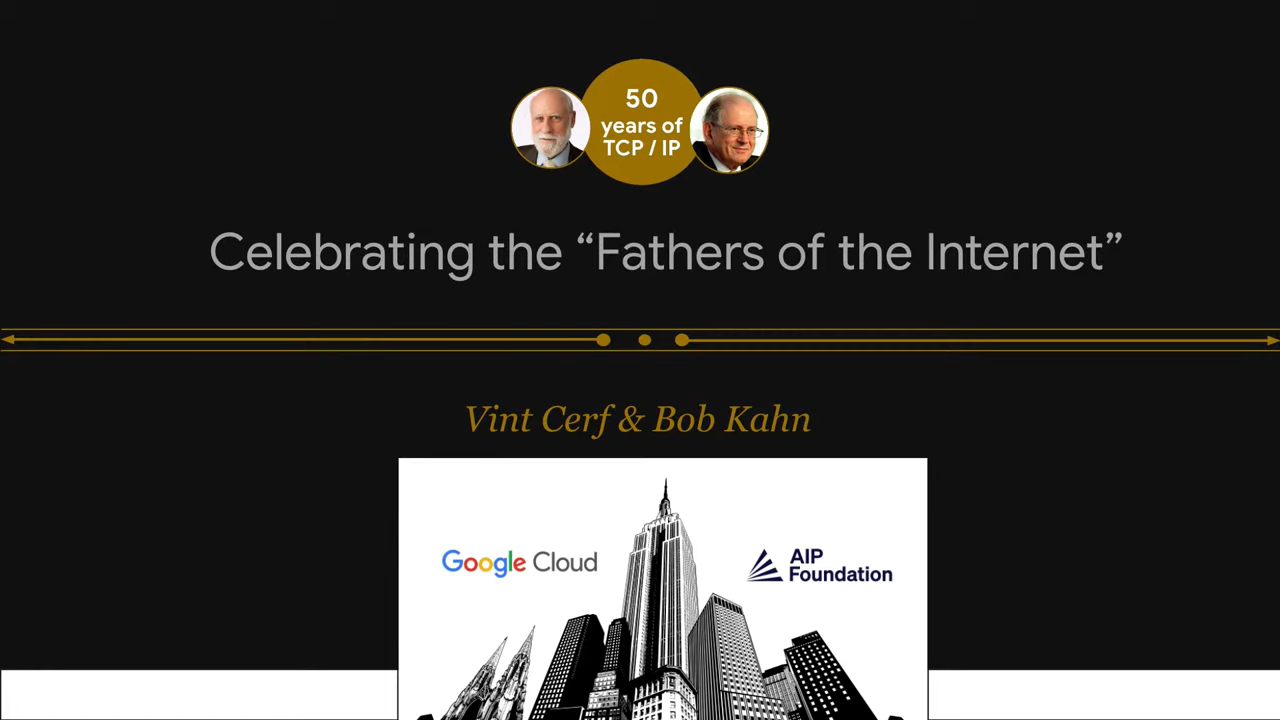 50
years of
TCP / IP
Celebrating the “Fathers of the Internet”
Vint Cerf & Bob Kahn
Google Cloud
AIP
Foundation